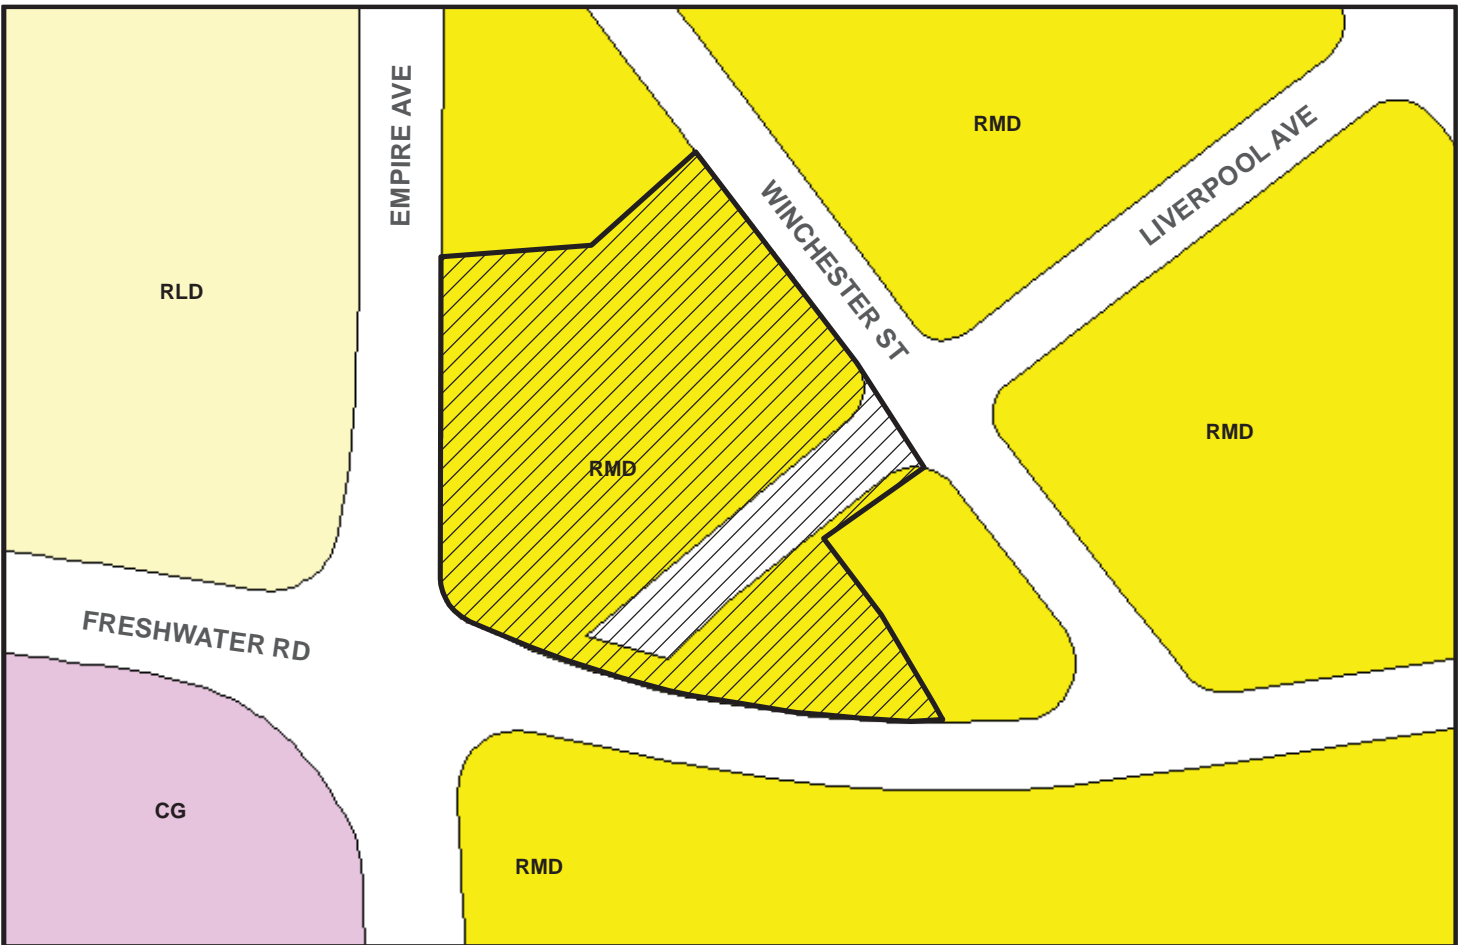 EMPIRE AVE
RMD
LIVERPOOL AVE
WINCHESTER ST
RLD
RMD
RMD
FRESHWATER RD
CG
RMD